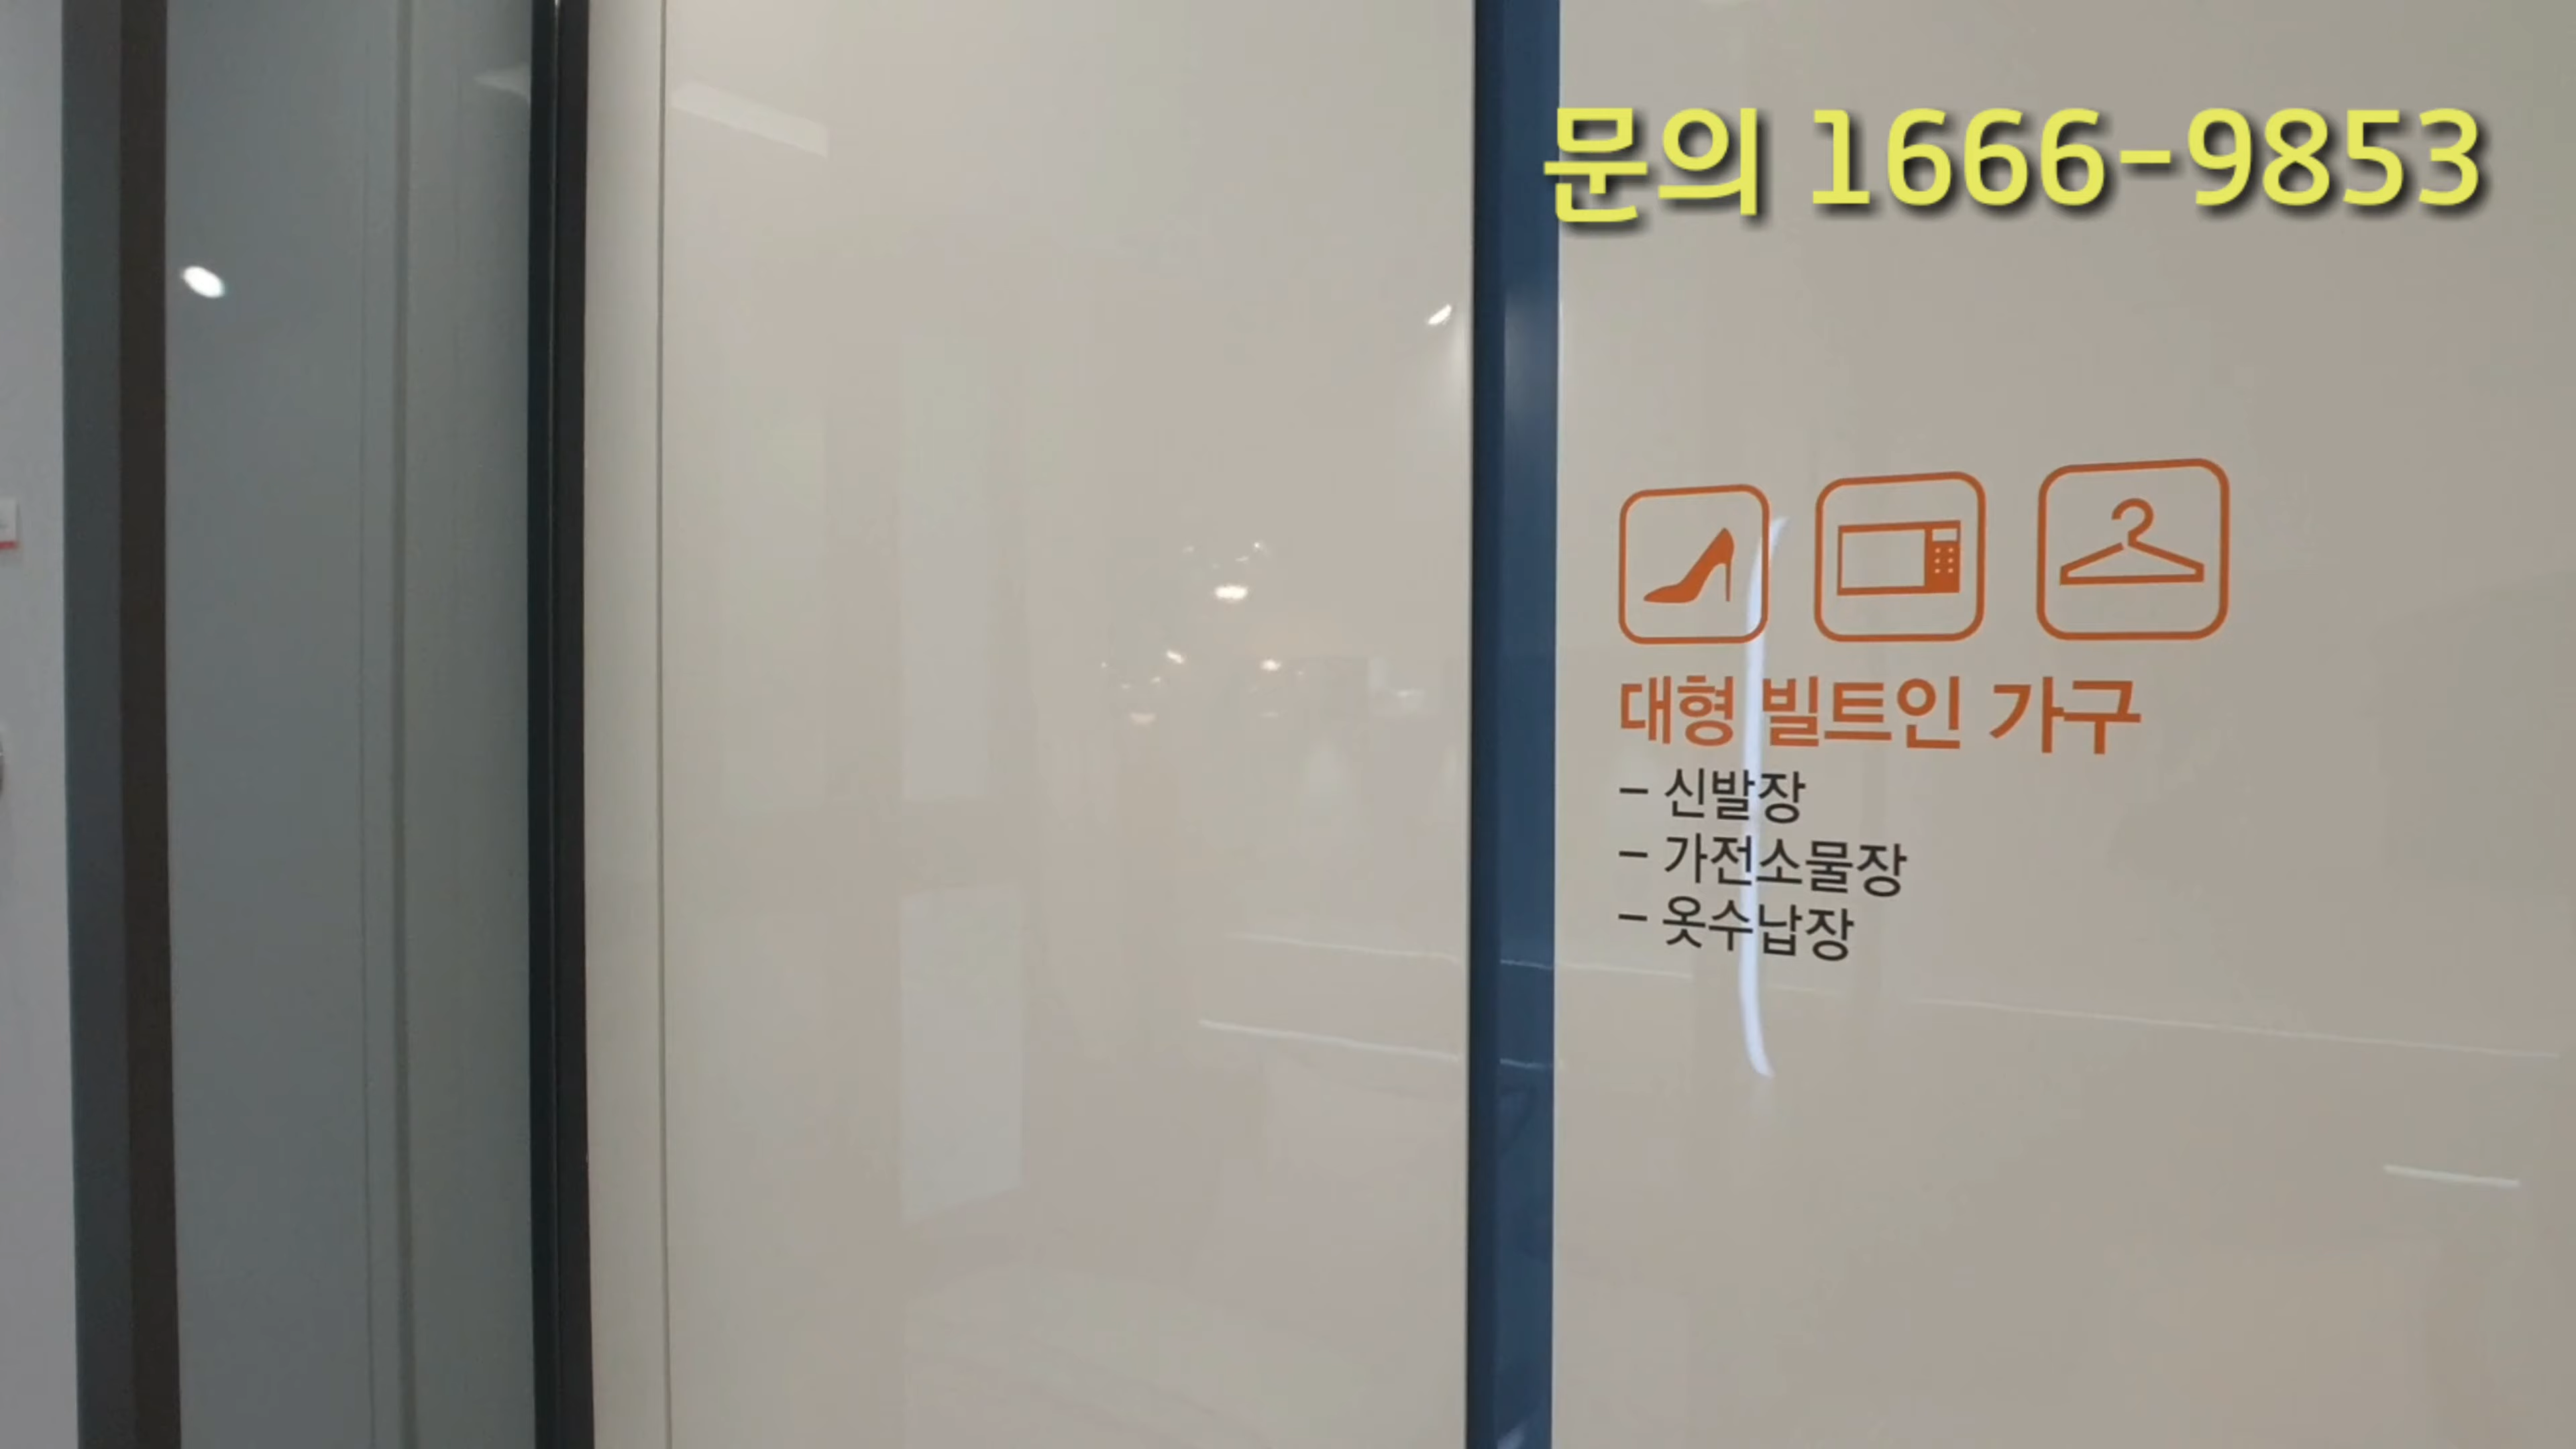 문의 1666-9853
대형 빌트인 가구
- 신발장
- 가전소물장
- 옷수납장